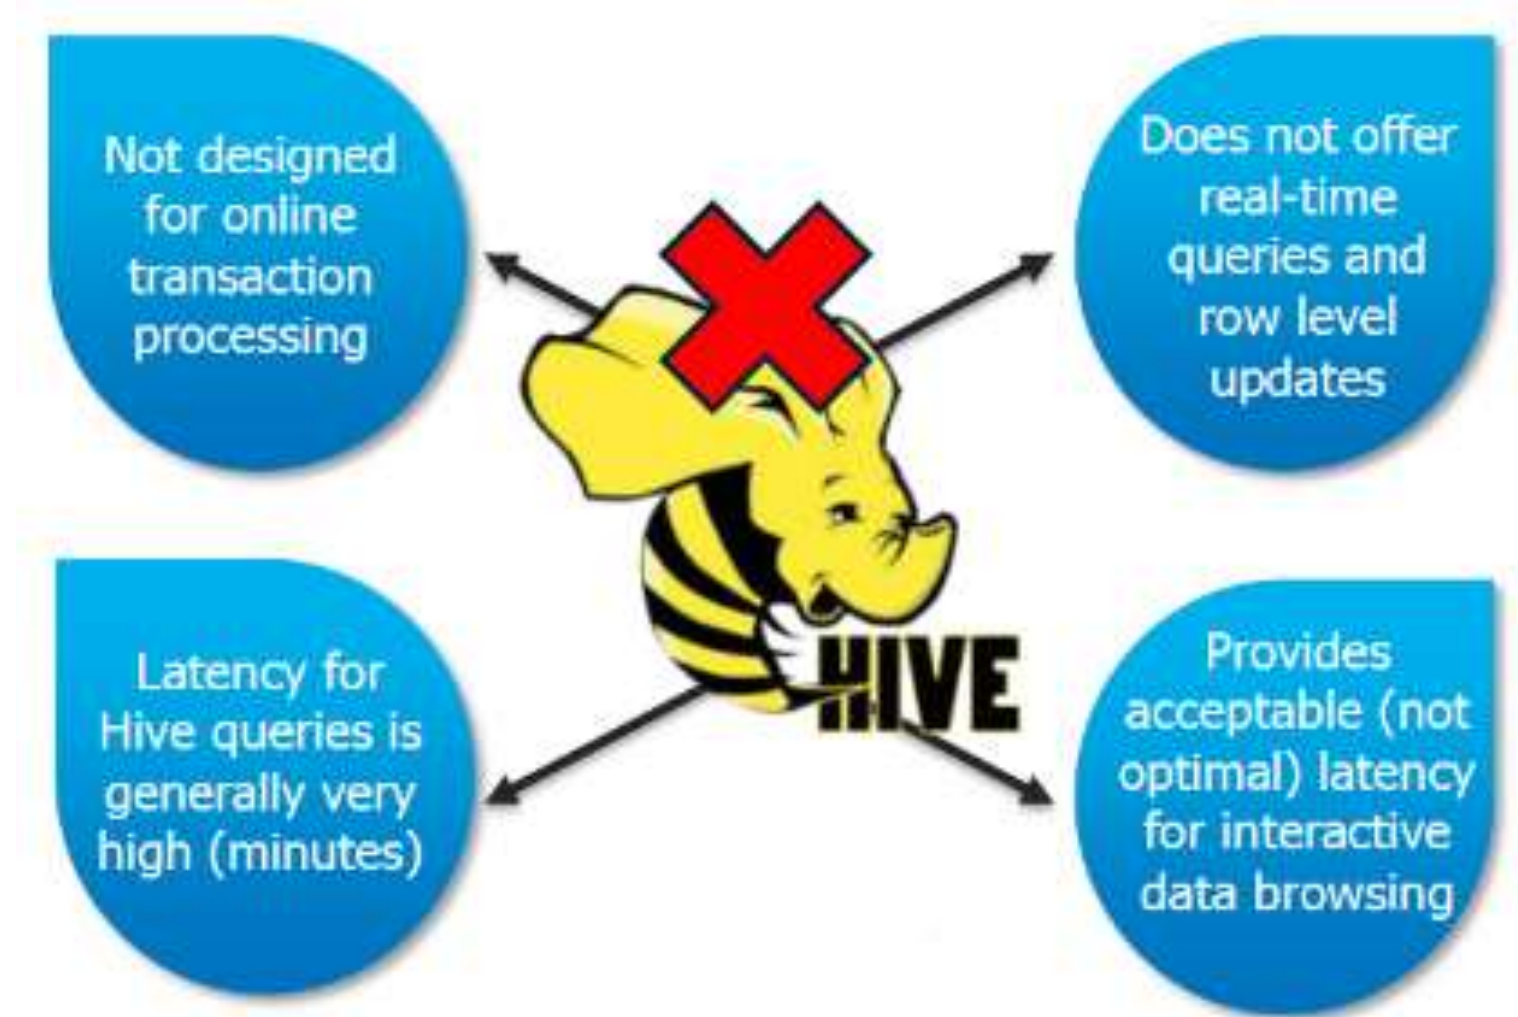 Not designed
for online
transaction
processing
Does not offer
real-time
queries and
row level
updates
HIVE
Latency for
Hive queries is
generally very
high (minutes)
Provides
acceptable (not
optimal) latency
for interactive
data browsing